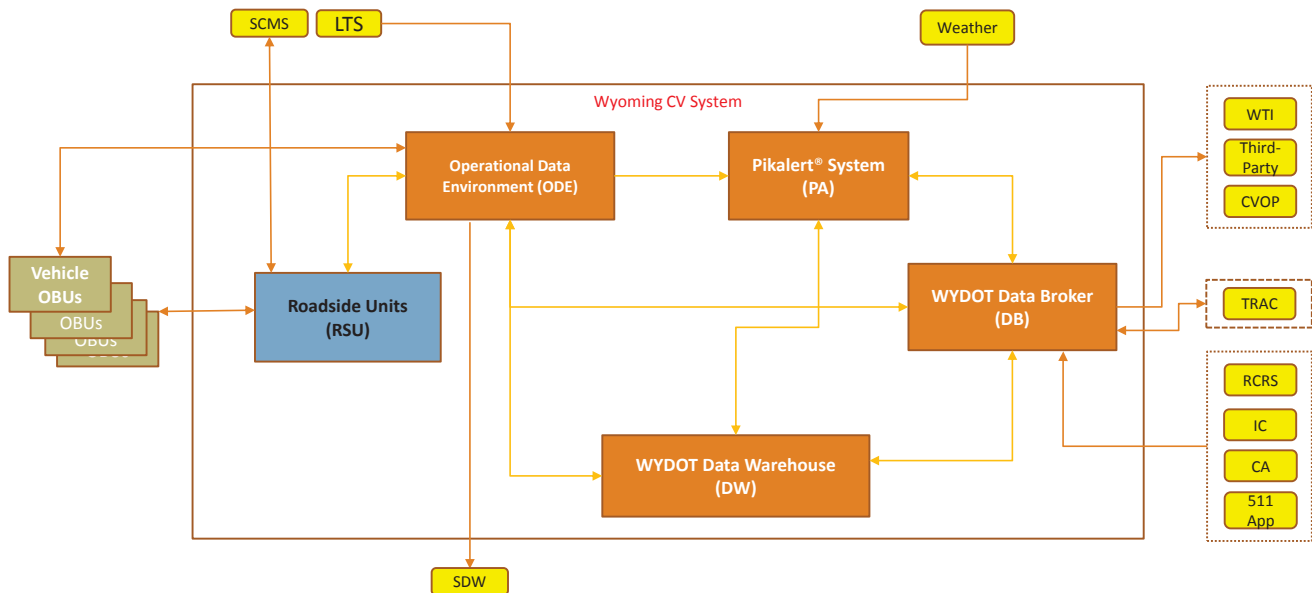 SCMS
LTS
Weather
Wyoming CV System
WTI
Third-
Party
CVOP
Operational Data
Environment (ODE)
Pikalert® System
(PA)
Vehicle
OBUs
OBUs
OBUs
Roadside Units
(RSU)
WYDOT Data Broker
(DB)
TRAC
RCRS
IC
CA
511
App
WYDOT Data Warehouse
(DW)
SDW